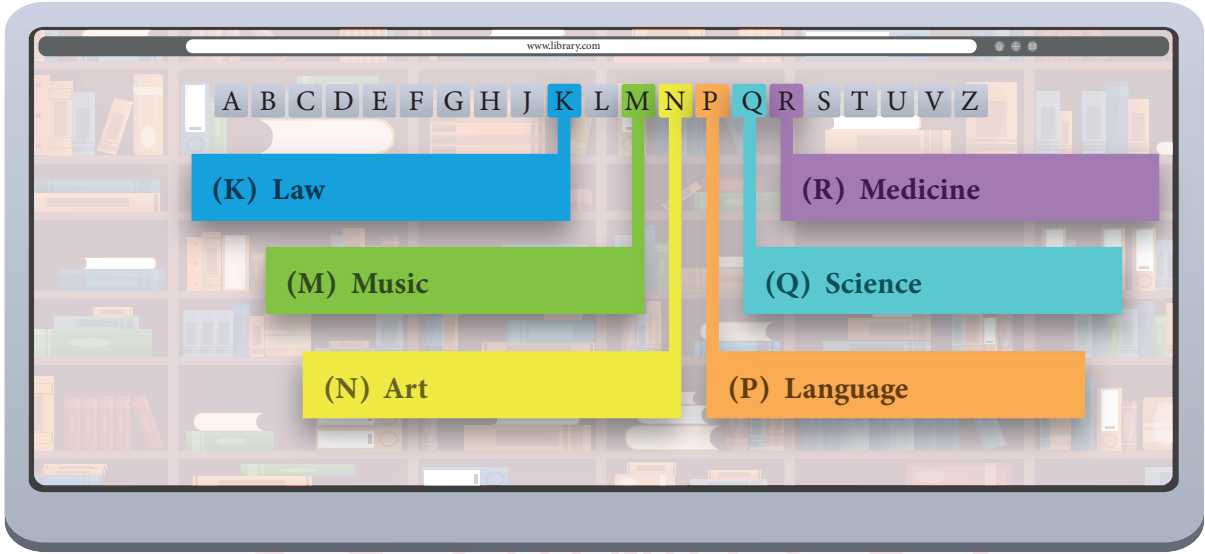 www.library.com
A B C D E F G H J K L M N P Q R S T U V Z
(K) Law
(R) Medicine
(M) Music
(Q) Science
(N) Art
(P) Language